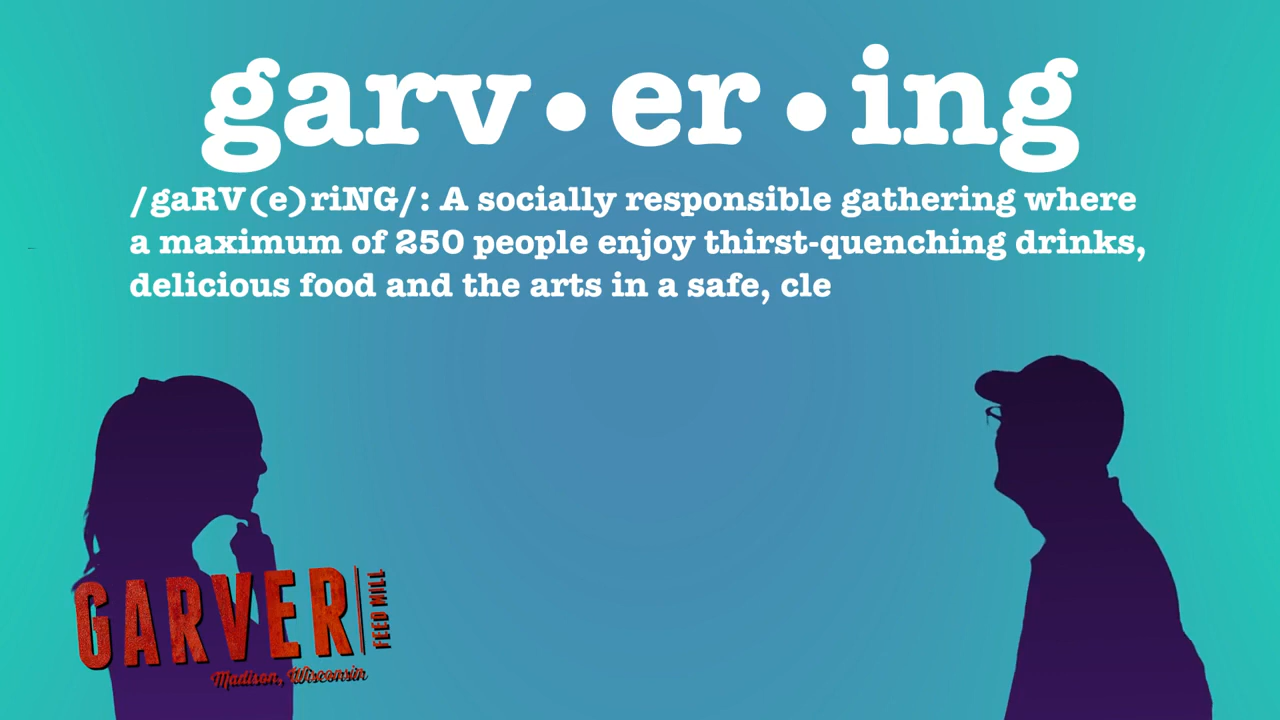 garv•er•ing
/gaRV(e)riNG/: A socially responsible gathering where
a maximum of 250 people enjoy thirst-quenching drinks,
delicious food and the arts in a safe, cle
GARVER
FEED MILL
Madison, Wisconsin